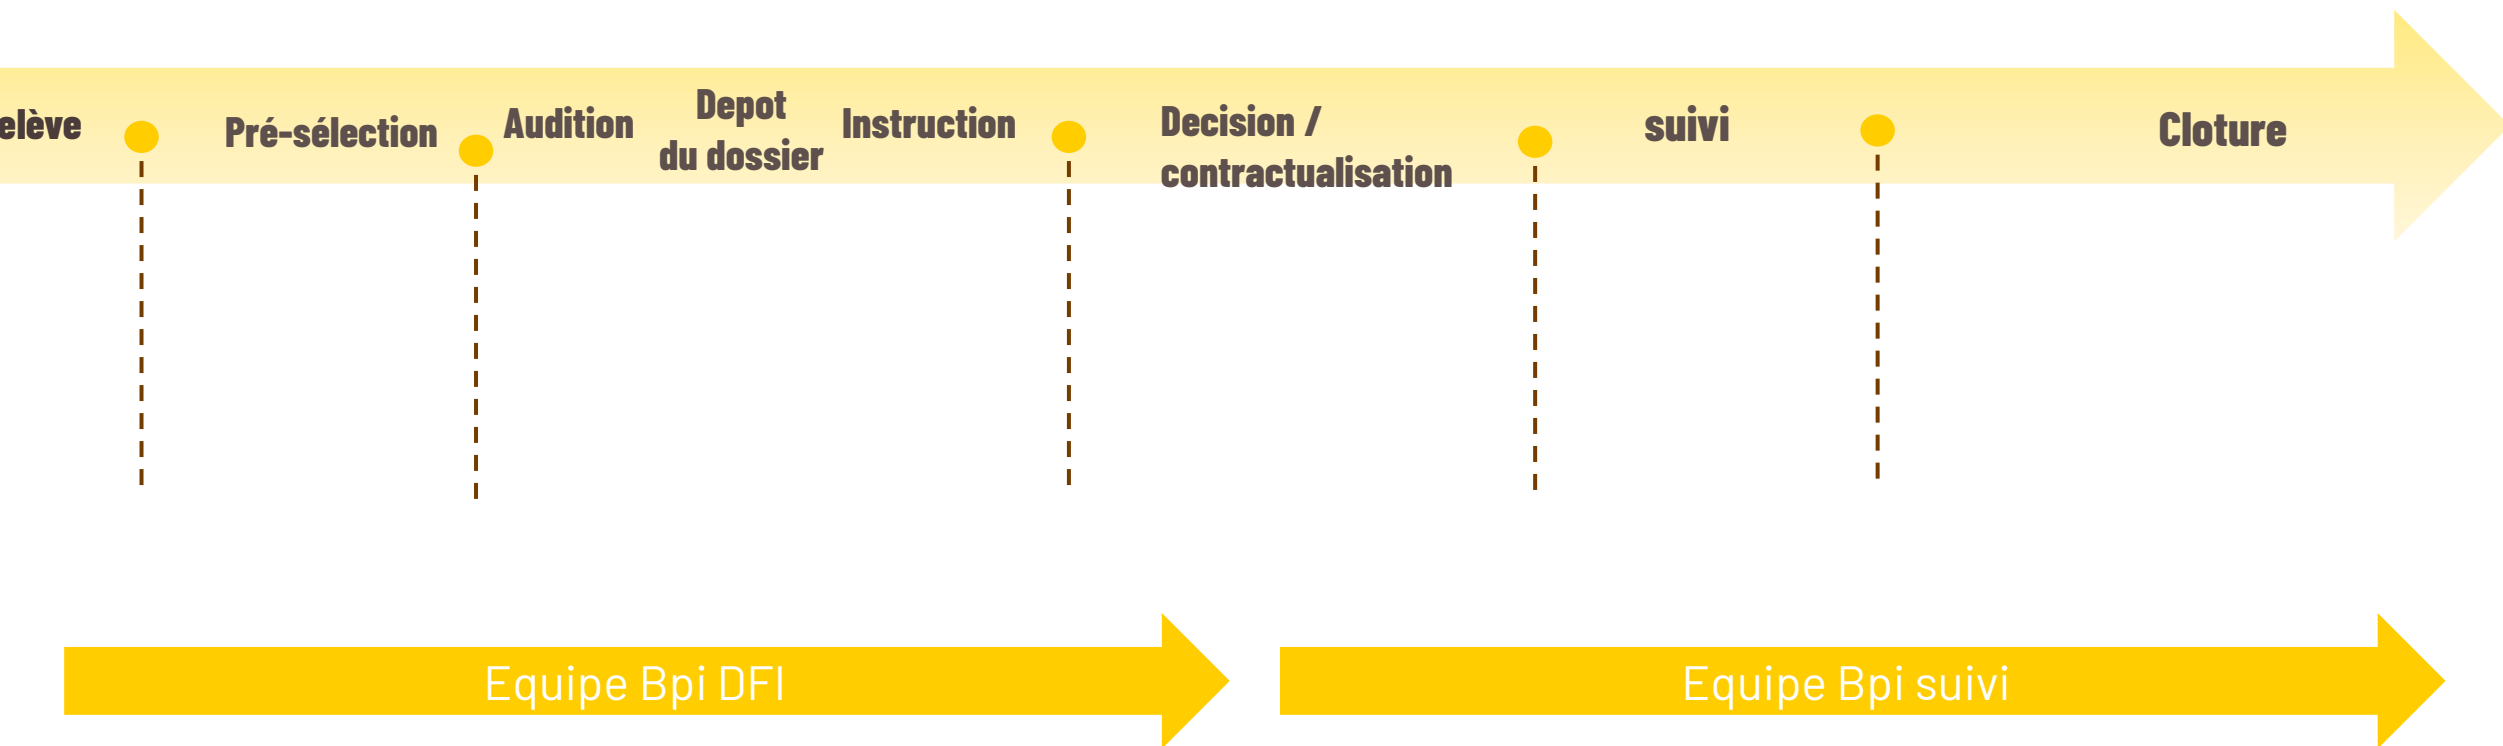 elève
Pré-sélection
Audition
Depot
du dossier
Instruction
Decision /
contractualisation
suivi
Cloture
Equipe Bpi DFI
Equipe Bpi suivi